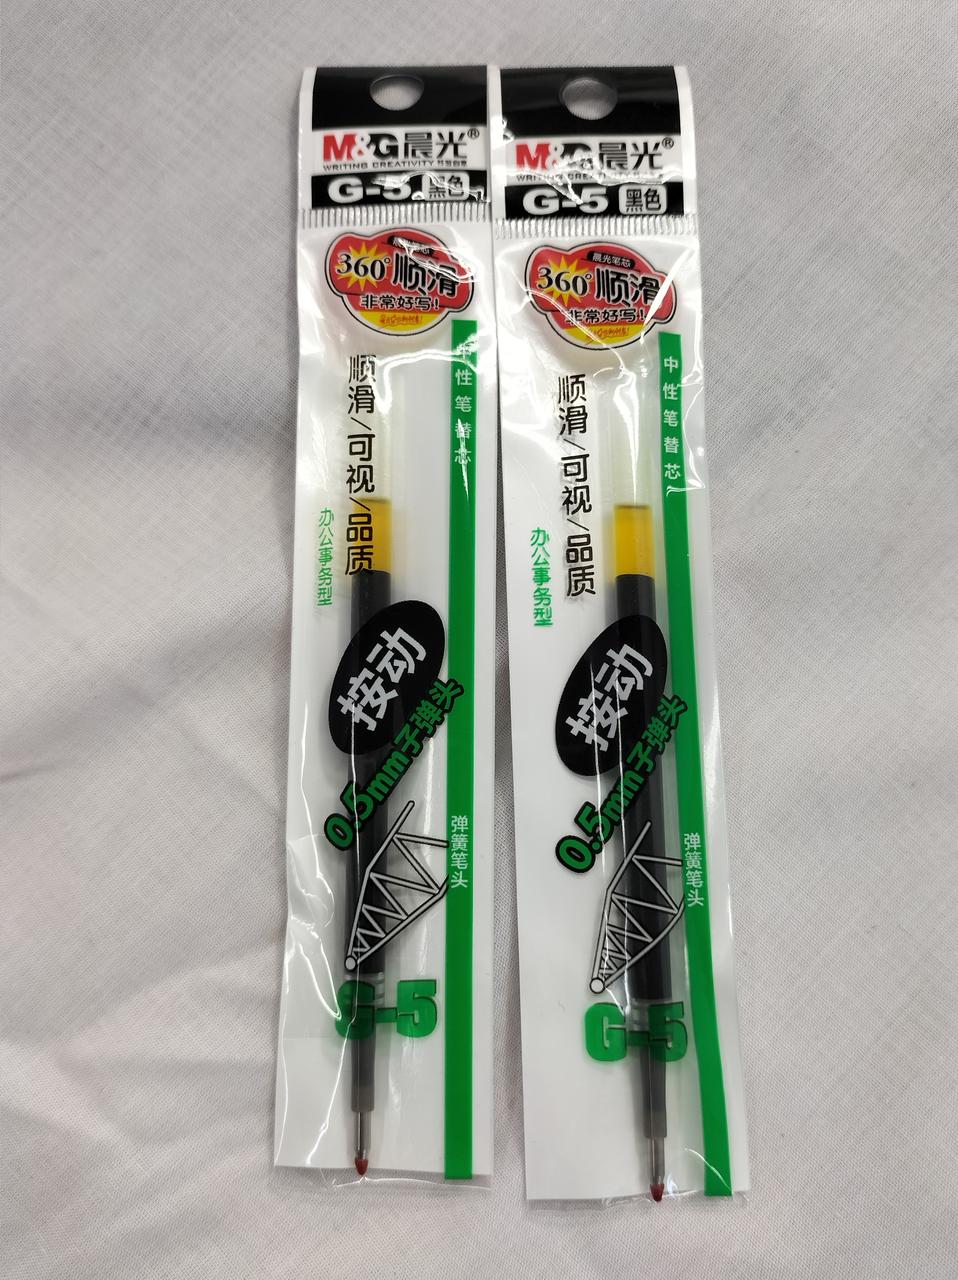 M&G晨光®
WRITING CREATIVITY
G-5 黑色
晨光笔芯
360°顺滑
非常好写!
中性笔替芯
顺滑/可视/品质
办公事务型
按动
0.5mm子弹头
弹簧笔头
G-5
M&G晨光®
G-5 黑色
晨光笔芯
360°顺滑
非常好写!
中性笔替芯
顺滑/可视/品质
办公事务型
按动
0.5mm子弹头
弹簧笔头
G-5